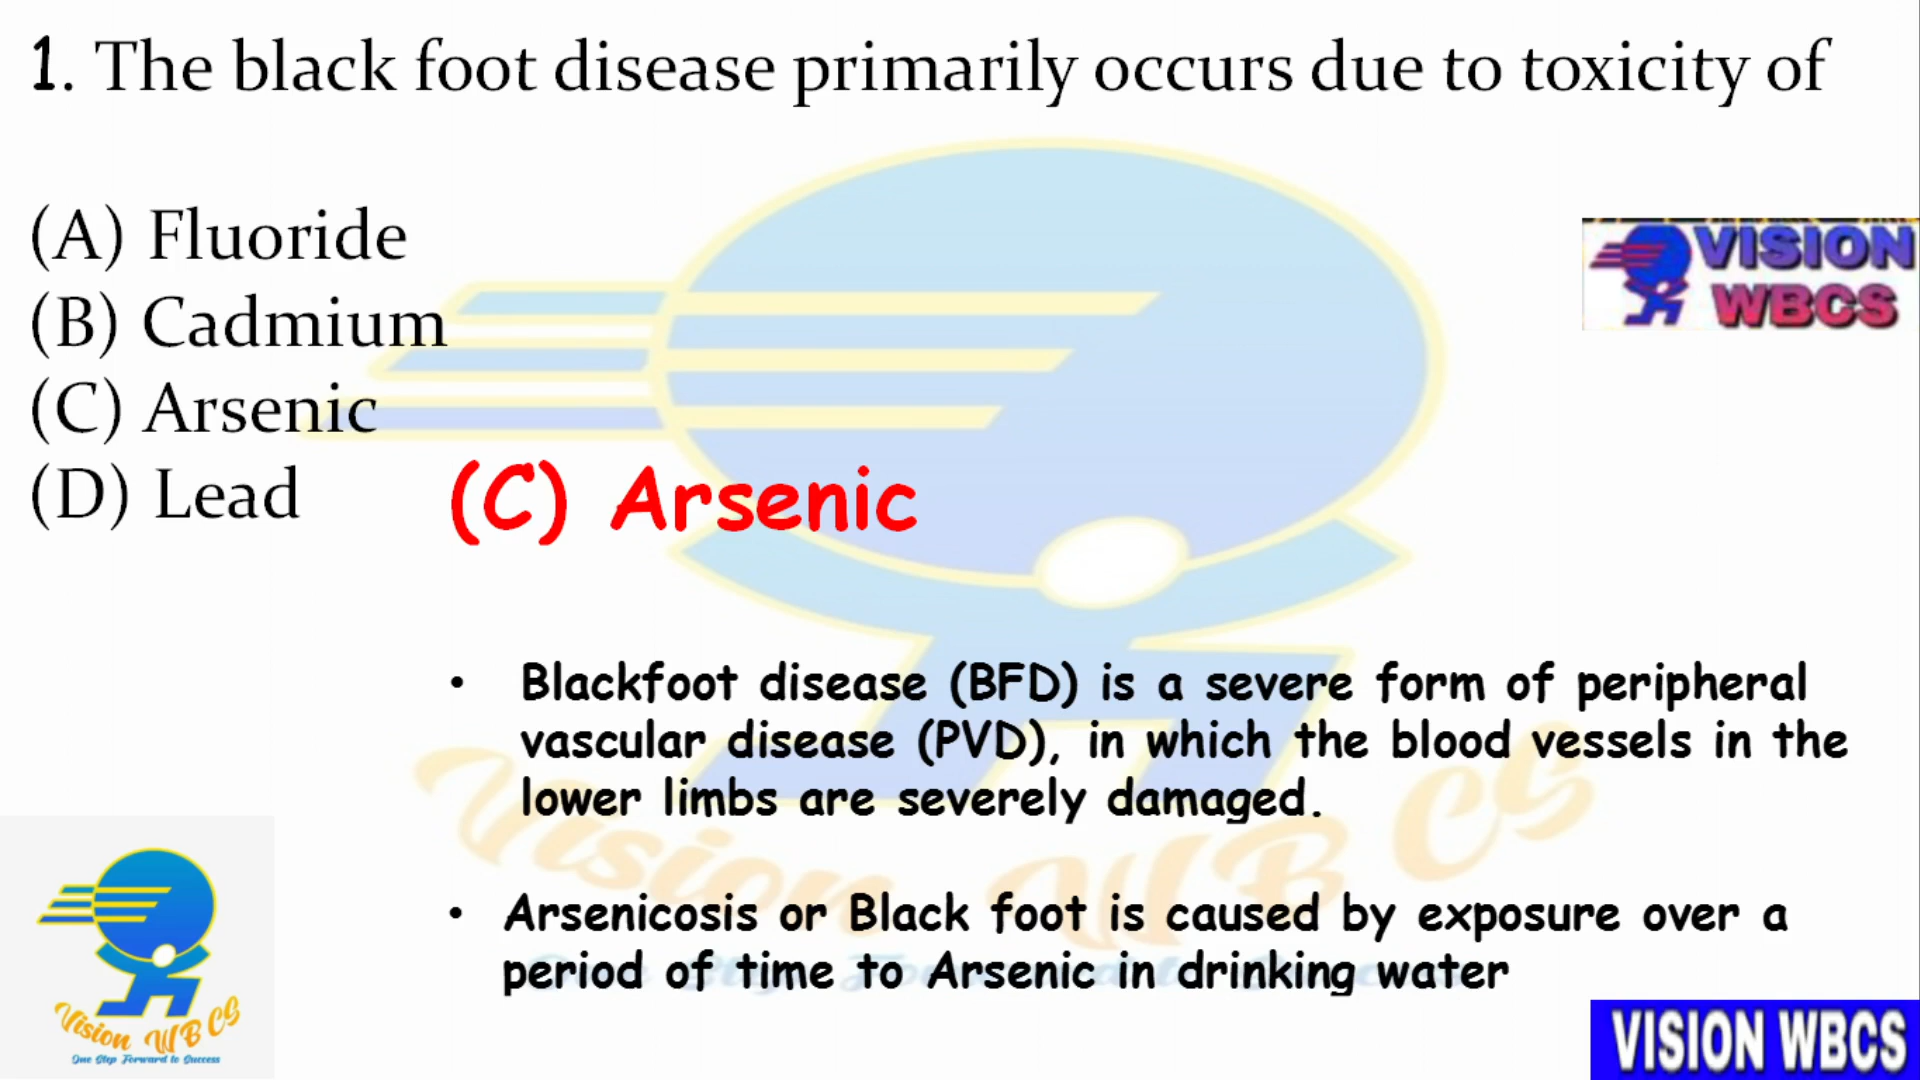 1. The black foot disease primarily occurs due to toxicity of
(A) Fluoride
(B) Cadmium
(C) Arsenic
(D) Lead
(C) Arsenic
VISION
WBCS
• Blackfoot disease (BFD) is a severe form of peripheral
vascular disease (PVD), in which the blood vessels in the
lower limbs are severely damaged.
• Arsenicosis or Black foot is caused by exposure over a
period of time to Arsenic in drinking water
Vision WBCS
Vision WBCS
One Step Forward to Success
VISION WBCS